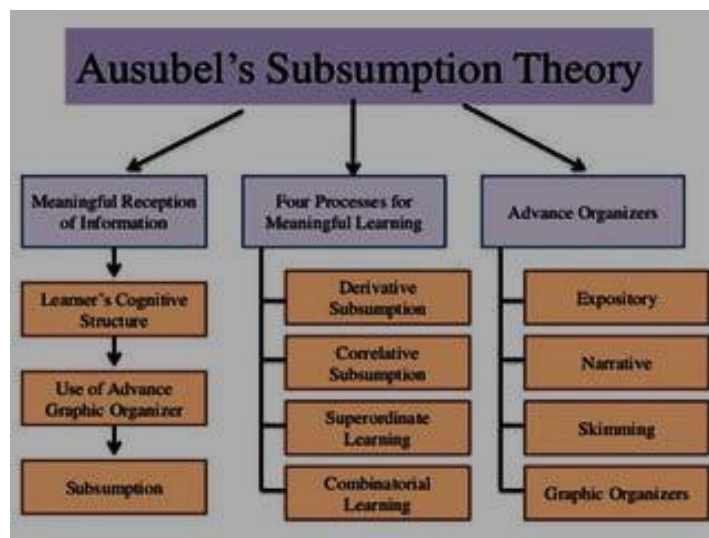 Ausubel's Subsumption Theory
Meaningful Reception
of Information
Learner's Cognitive
Structure
Use of Advance
Graphic Organizer
Subsumption
Four Processes for
Meaningful Learning
Derivative
Subsumption
Correlative
Subsumption
Superordinate
Learning
Combinatorial
Learning
Advance Organizers
Expository
Narrative
Skimming
Graphic Organizers